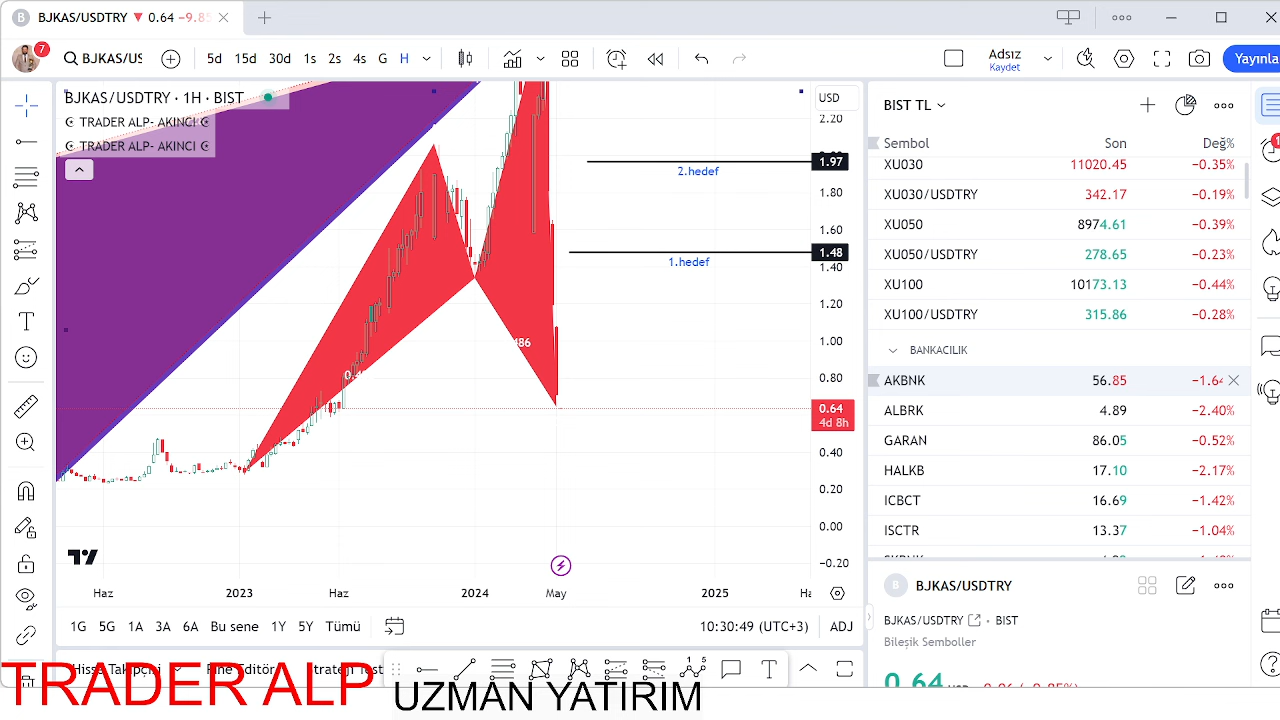 B BJKAS/USDTRY ▼ 0.64 −9.85
7 BJKAS/US 5d 15d 30d 1s 2s 4s G H Adsız Kaydet Yayınla
BJKAS/USDTRY · 1H · BIST
TRADER ALP- AKINCI
TRADER ALP- AKINCI
USD
2.20
1.97
1.80
1.60
1.48
1.40
1.20
1.00
0.80
0.64
4d 8h
0.40
0.20
0.00
−0.20
2.hedef
1.hedef
Haz 2023 Haz 2024 May 2025
1G 5G 1A 3A 6A Bu sene 1Y 5Y Tümü 10:30:49 (UTC+3) ADJ
BIST TL
Sembol Son Değ%
XU030 11020.45 −0.35%
XU030/USDTRY 342.17 −0.19%
XU050 8974.61 −0.39%
XU050/USDTRY 278.65 −0.23%
XU100 10173.13 −0.44%
XU100/USDTRY 315.86 −0.28%
BANKACILIK
AKBNK 56.85 −1.64
ALBRK 4.89 −2.40%
GARAN 86.05 −0.52%
HALKB 17.10 −2.17%
ICBCT 16.69 −1.42%
ISCTR 13.37 −1.04%
B BJKAS/USDTRY
BJKAS/USDTRY · BIST
Bileşik Semboller
0.64
TRADER ALP UZMAN YATIRIM